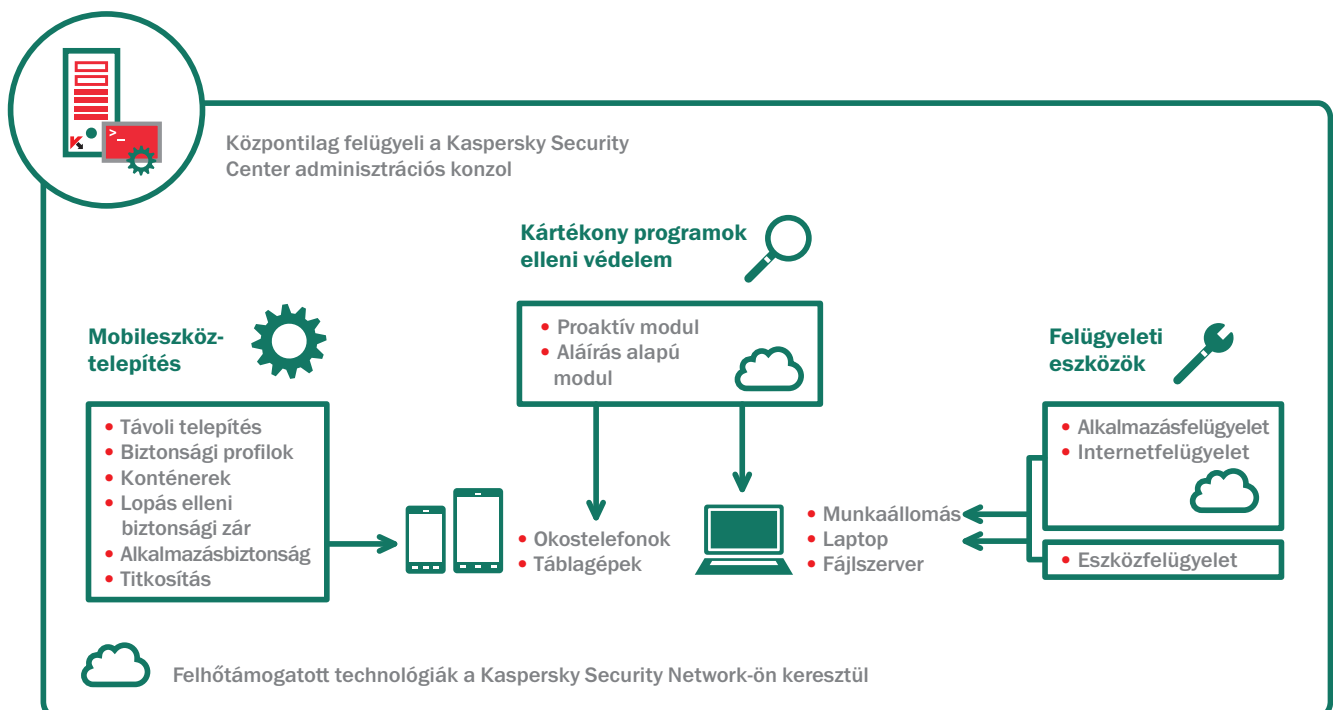 >_
Központilag felügyeli a Kaspersky Security
Center adminisztrációs konzol
Kártékony programok
elleni védelem
• Proaktív modul
• Aláírás alapú
modul
Mobileszköz-
telepítés
• Távoli telepítés
• Biztonsági profilok
• Konténerek
• Lopás elleni
biztonsági zár
• Alkalmazásbiztonság
• Titkosítás
• Okostelefonok
• Táblagépek
• Munkaállomás
• Laptop
• Fájlszerver
Felügyeleti
eszközök
• Alkalmazásfelügyelet
• Internetfelügyelet
• Eszközfelügyelet
Felhőtámogatott technológiák a Kaspersky Security Network-ön keresztül